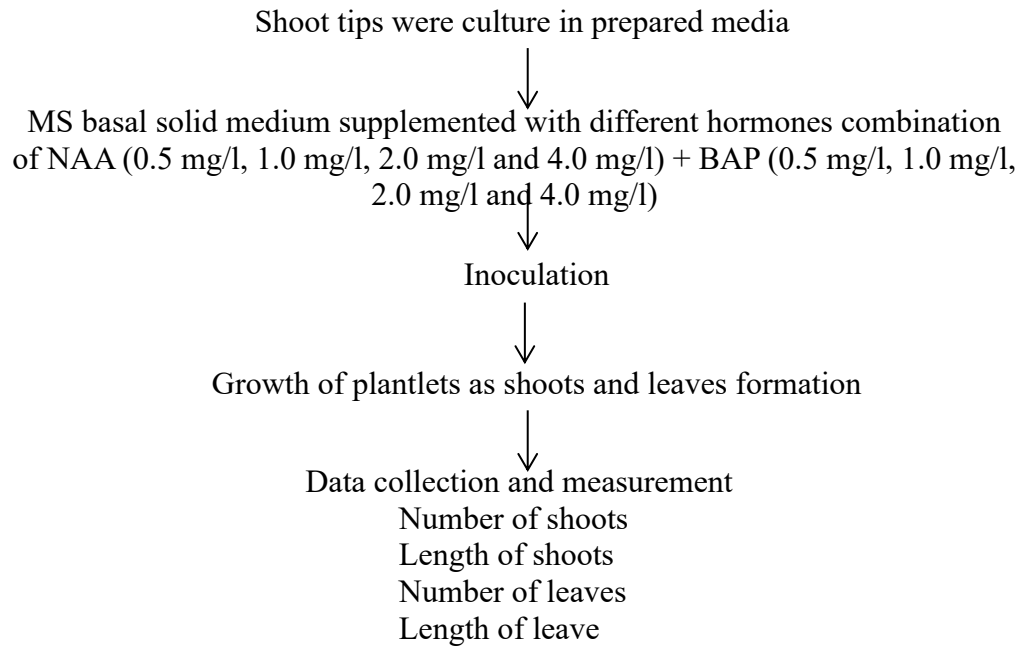 Shoot tips were culture in prepared media
MS basal solid medium supplemented with different hormones combination
of NAA (0.5 mg/l, 1.0 mg/l, 2.0 mg/l and 4.0 mg/l) + BAP (0.5 mg/l, 1.0 mg/l,
2.0 mg/l and 4.0 mg/l)
Inoculation
Growth of plantlets as shoots and leaves formation
Data collection and measurement
Number of shoots
Length of shoots
Number of leaves
Length of leave